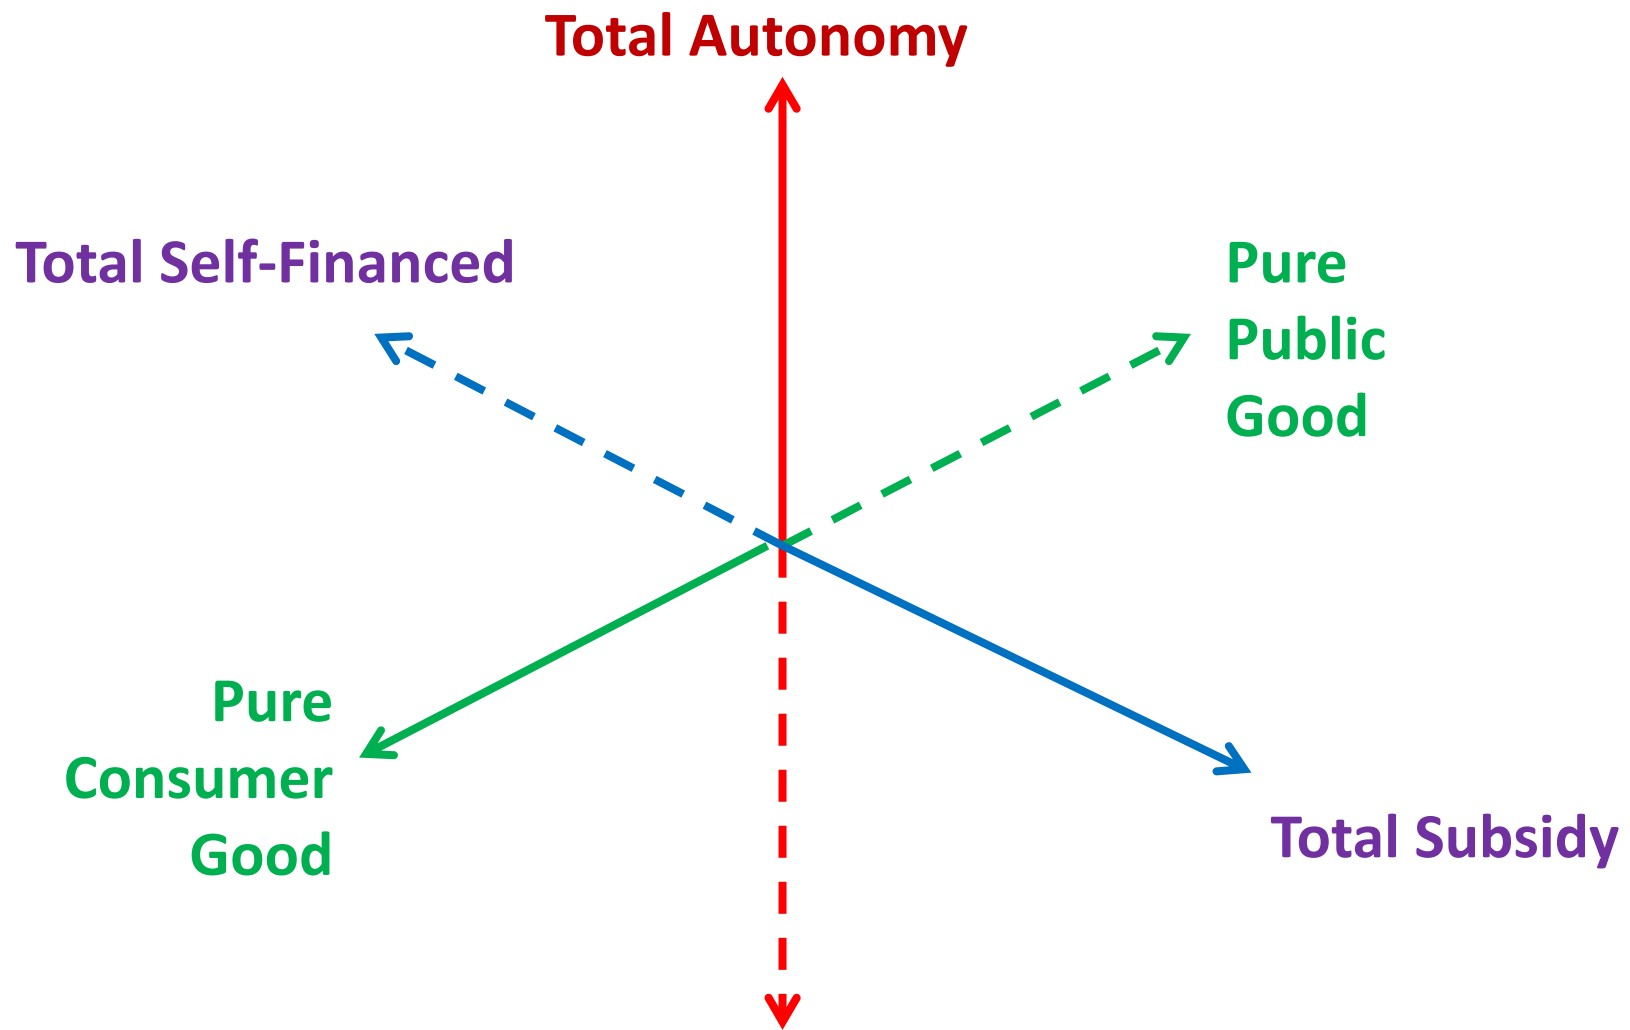 Total Autonomy
Total Self-Financed
Pure
Public
Good
Pure
Consumer
Good
Total Subsidy